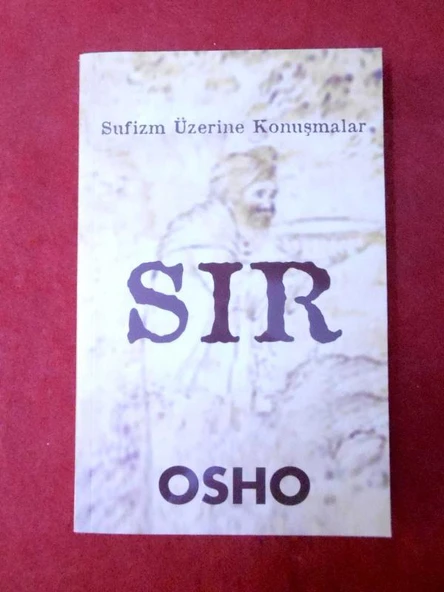 Sufizm Üzerine Konuşmalar
SIR
OSHO